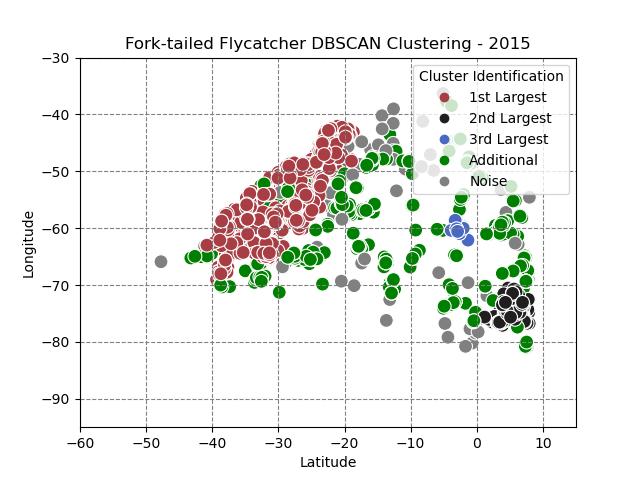 Fork-tailed Flycatcher DBSCAN Clustering - 2015
−30
−40
−50
−60
−70
−80
−90
Longitude
Cluster Identification
1st Largest
2nd Largest
3rd Largest
Additional
Noise
−60
−50
−40
−30
−20
−10
0
10
Latitude